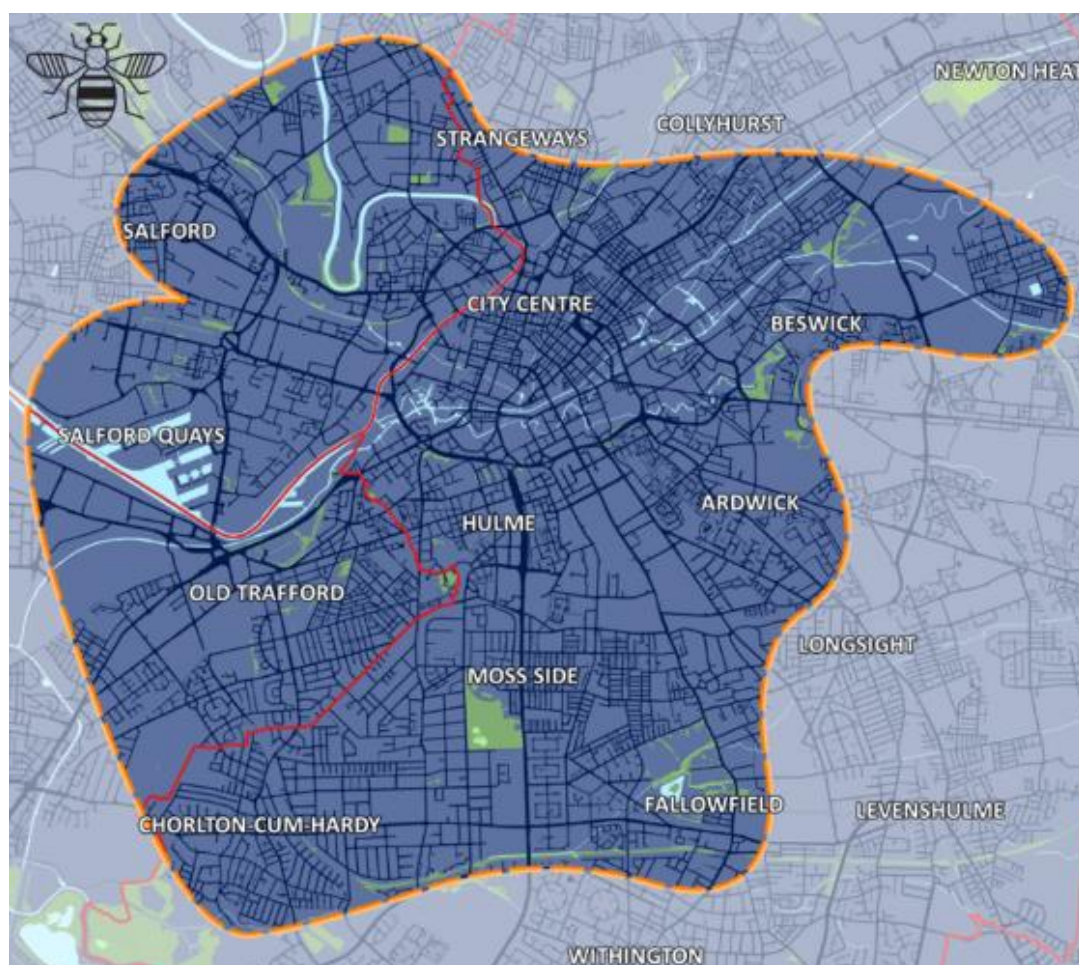 NEWTON HEAT
COLLYHURST
STRANGEWAYS
SALFORD
CITY CENTRE
BESWICK
SALFORD QUAYS
ARDWICK
HULME
OLD TRAFFORD
LONGSIGHT
MOSS SIDE
FALLOWFIELD
LEVENSHULME
CHORLTON-CUM-HARDY
WITHINGTON